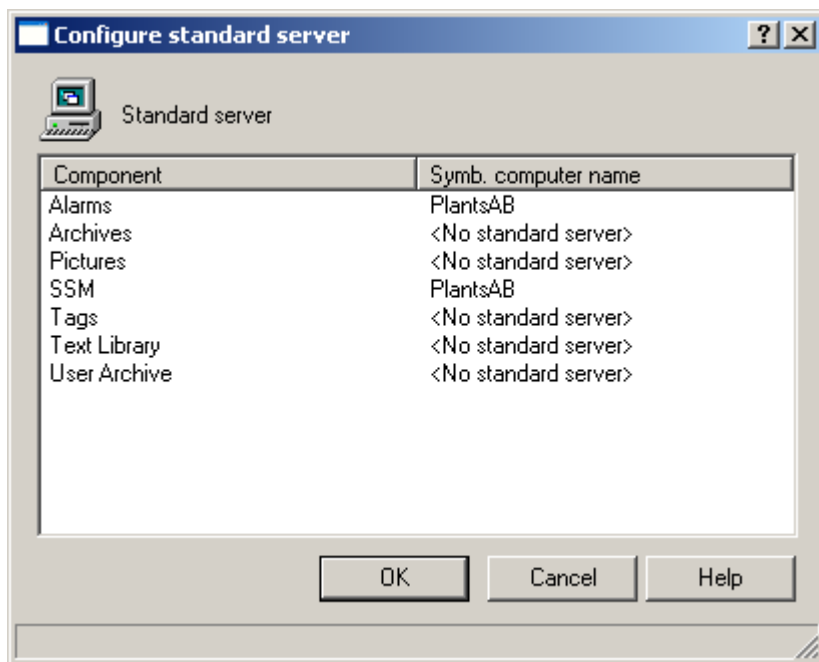 Configure standard server
Standard server
Component Symb. computer name
Alarms PlantsAB
Archives <No standard server>
Pictures <No standard server>
SSM PlantsAB
Tags <No standard server>
Text Library <No standard server>
User Archive <No standard server>
OK Cancel Help